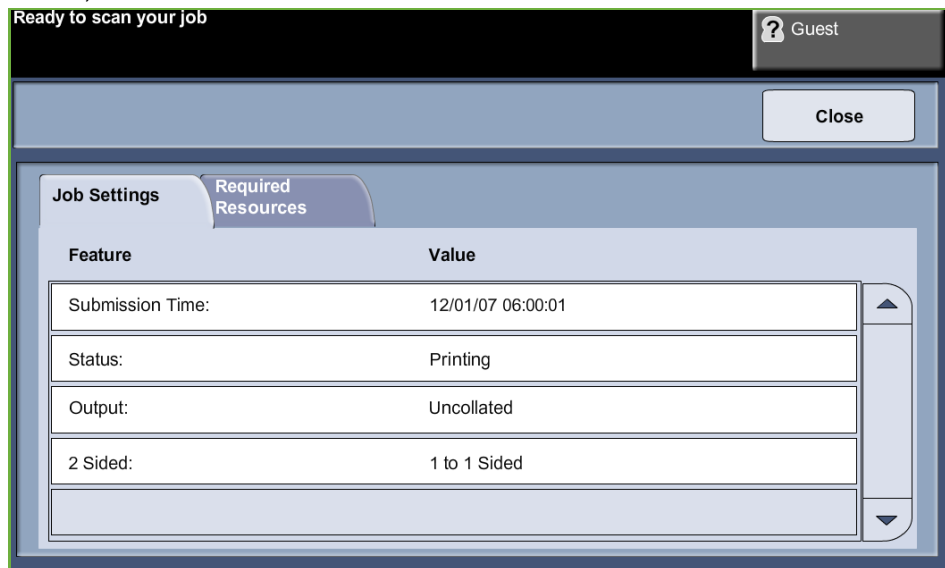 Ready to scan your job
Guest
Close
Job Settings
Required
Resources
Feature Value
Submission Time: 12/01/07 06:00:01
Status: Printing
Output: Uncollated
2 Sided: 1 to 1 Sided